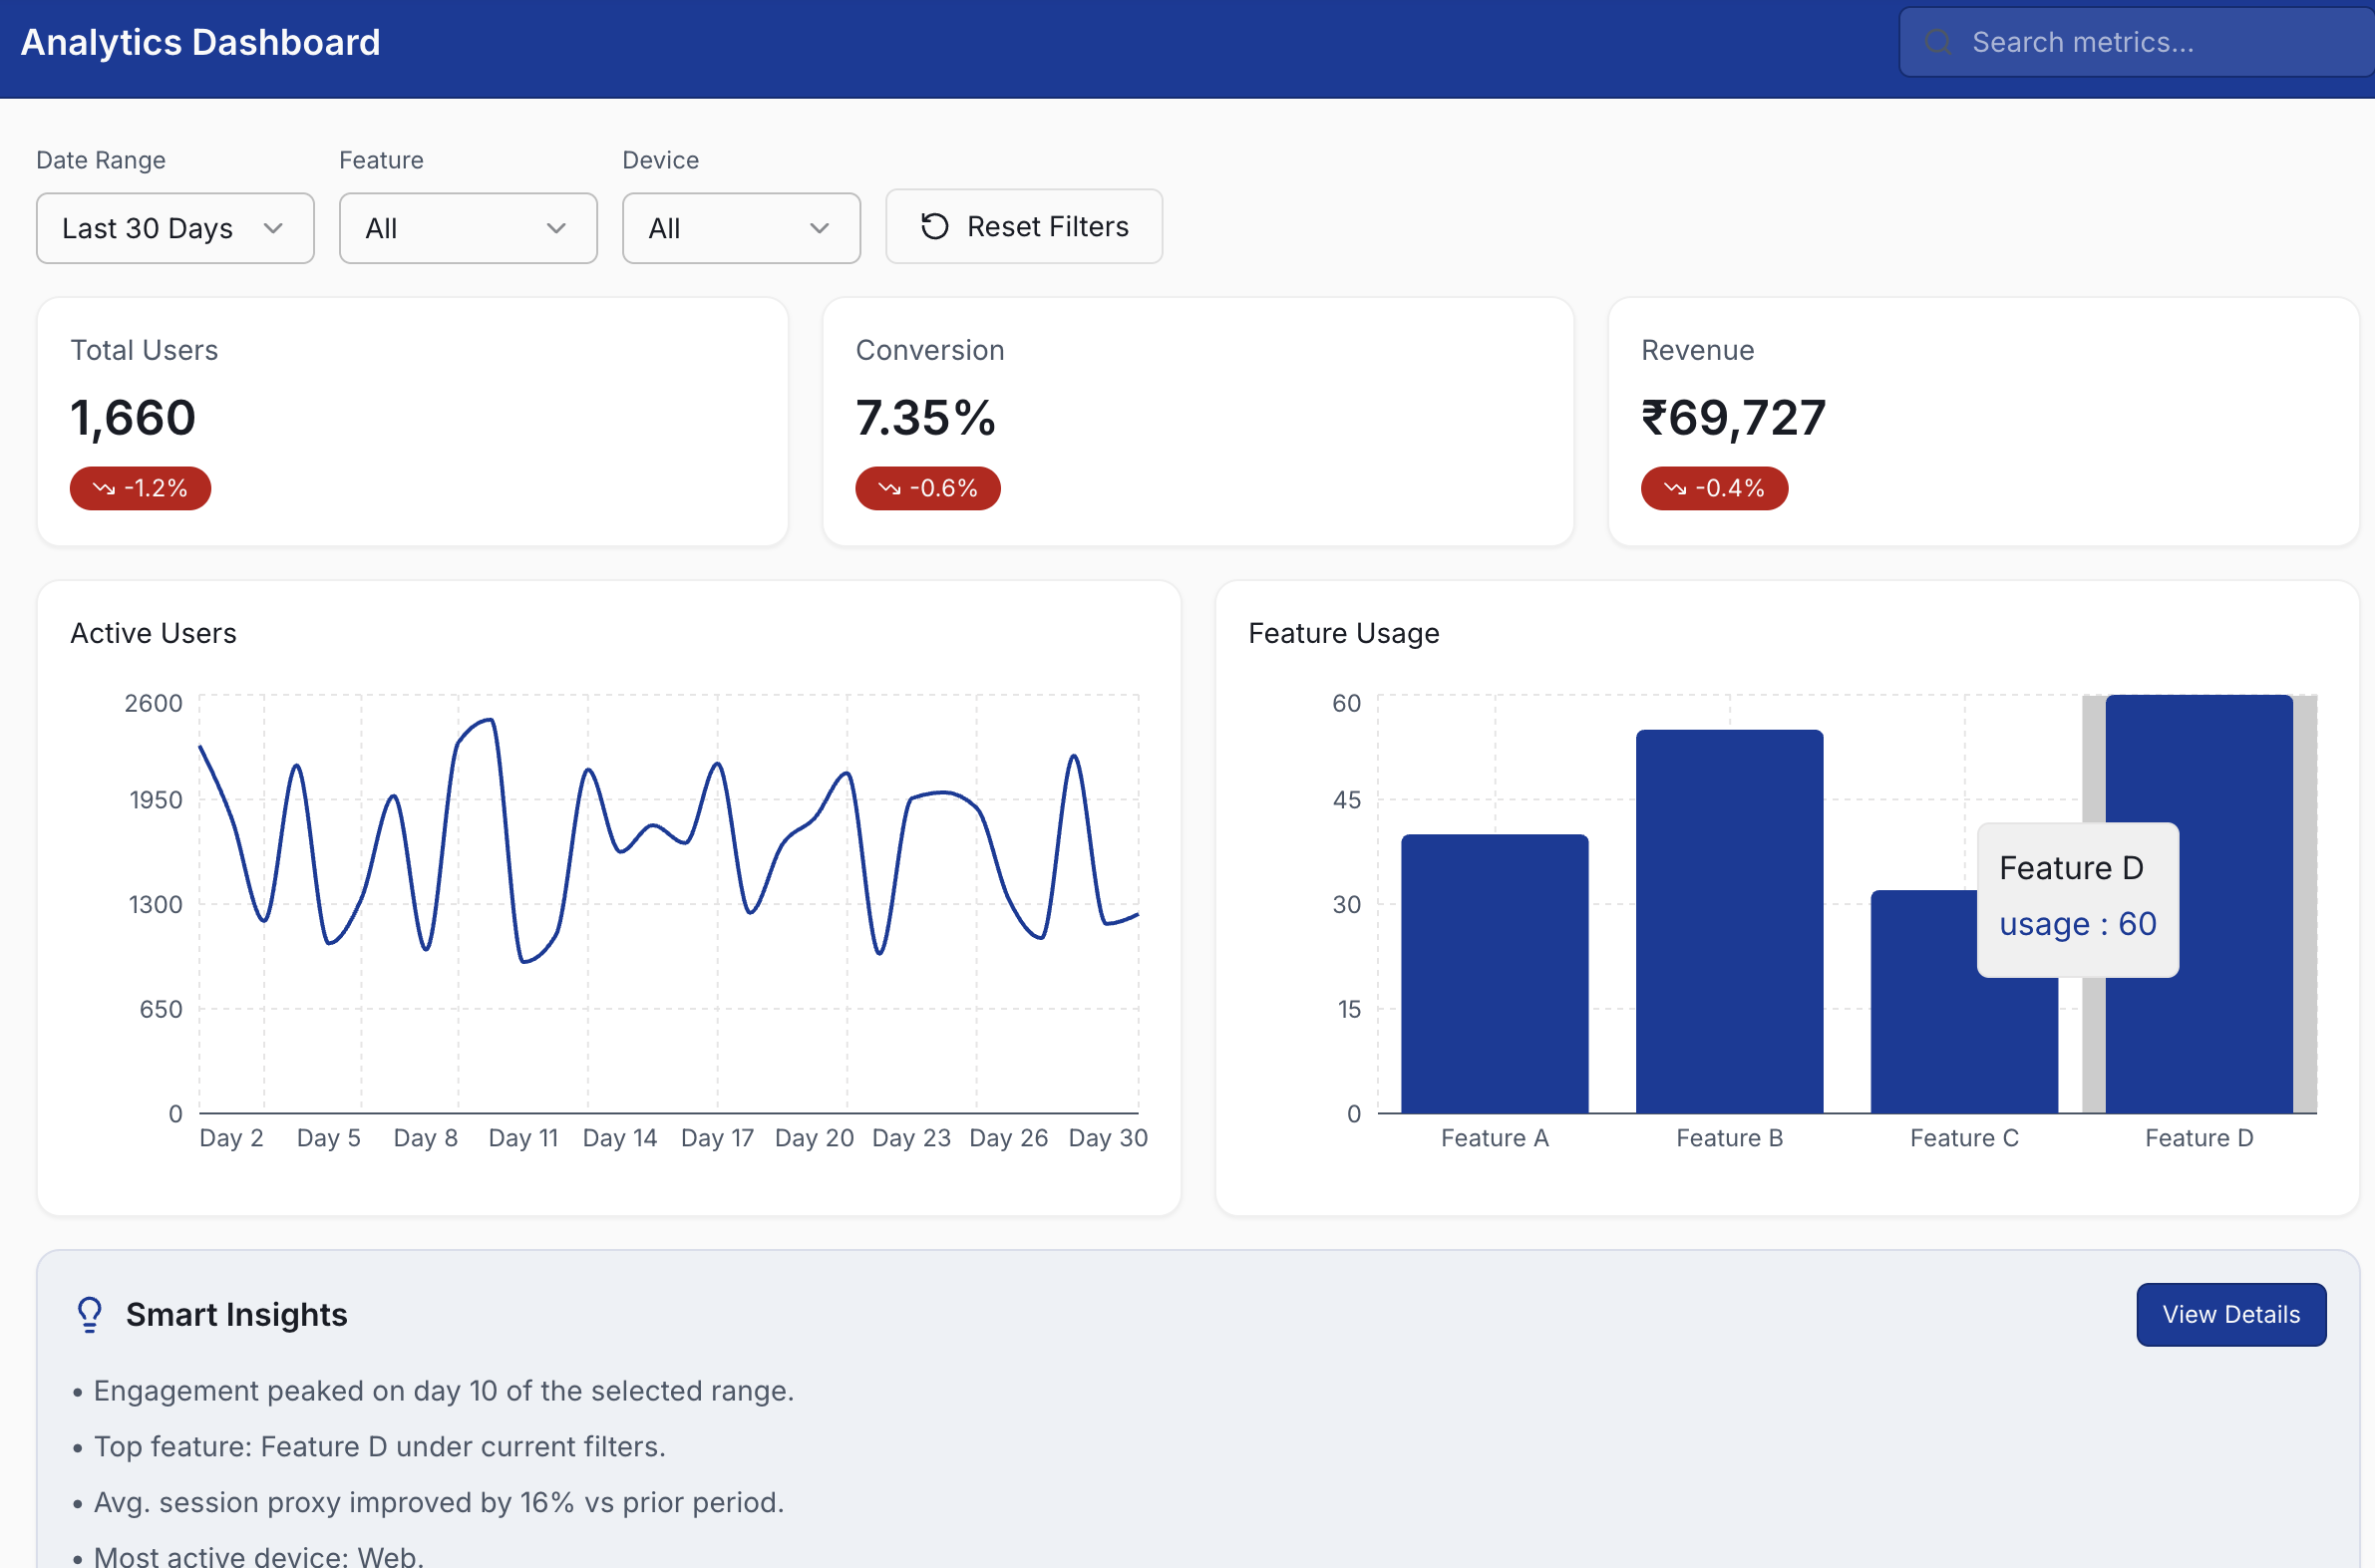 Analytics Dashboard
Search metrics...
Date Range
Feature
Device
Last 30 Days
All
All
Reset Filters
Total Users
1,660
-1.2%
Conversion
7.35%
-0.6%
Revenue
₹69,727
-0.4%
Active Users
2600
1950
1300
650
0
Day 2 Day 5 Day 8 Day 11 Day 14 Day 17 Day 20 Day 23 Day 26 Day 30
Feature Usage
60
45
30
15
0
Feature A Feature B Feature C Feature D
Feature D
usage : 60
Smart Insights
View Details
• Engagement peaked on day 10 of the selected range.
• Top feature: Feature D under current filters.
• Avg. session proxy improved by 16% vs prior period.
• Most active device: Web.